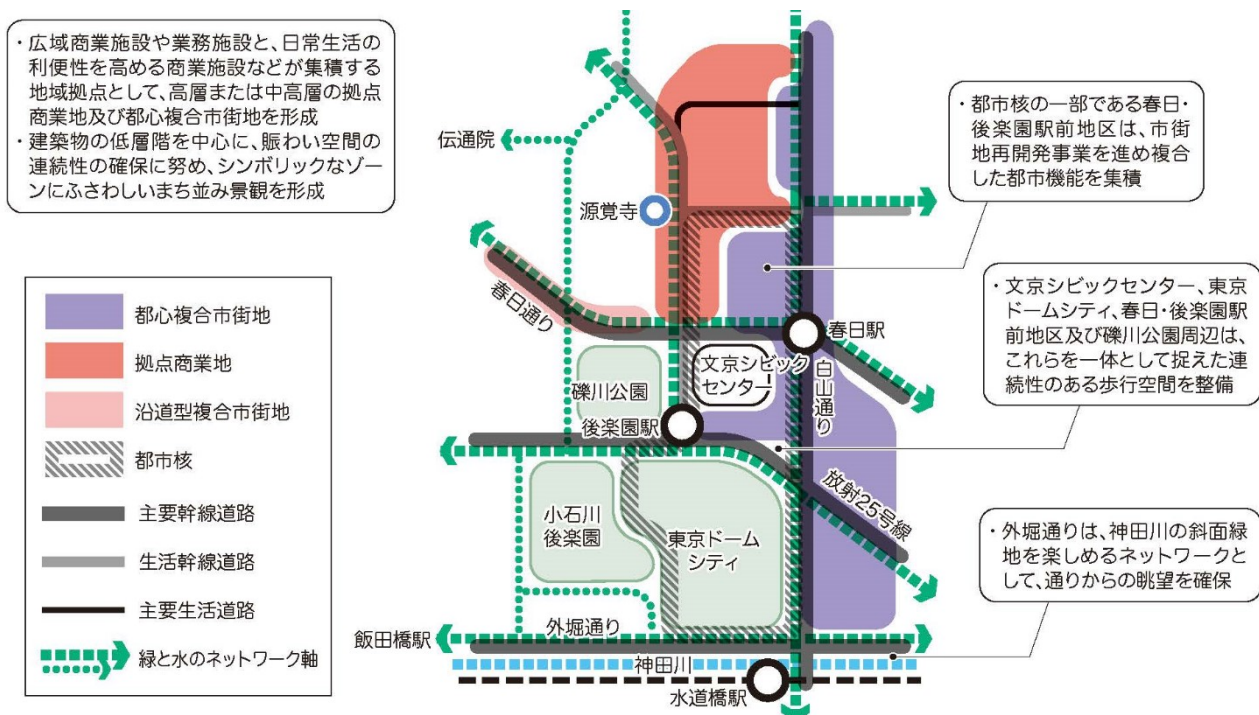 ・広域商業施設や業務施設と、日常生活の
利便性を高める商業施設などが集積する
地域拠点として、高層または中高層の拠点
商業地及び都心複合市街地を形成
・建築物の低層階を中心に、賑わい空間の
連続性の確保に努め、シンボリックなゾー
ンにふさわしいまち並み景観を形成
都心複合市街地
拠点商業地
沿道型複合市街地
都市核
主要幹線道路
生活幹線道路
主要生活道路
緑と水のネットワーク軸
伝通院
源覚寺
春日通り
春日駅
文京シビック
センター
礫川公園
後楽園駅
白山通り
放射25号線
小石川
後楽園
東京ドーム
シティ
外堀通り
飯田橋駅
神田川
水道橋駅
・都市核の一部である春日・
後楽園駅前地区は、市街
地再開発事業を進め複合
した都市機能を集積
・文京シビックセンター、東京
ドームシティ、春日・後楽園駅
前地区及び礫川公園周辺は、
これらを一体として捉えた連
続性のある歩行空間を整備
・外堀通りは、神田川の斜面緑
地を楽しめるネットワークと
して、通りからの眺望を確保